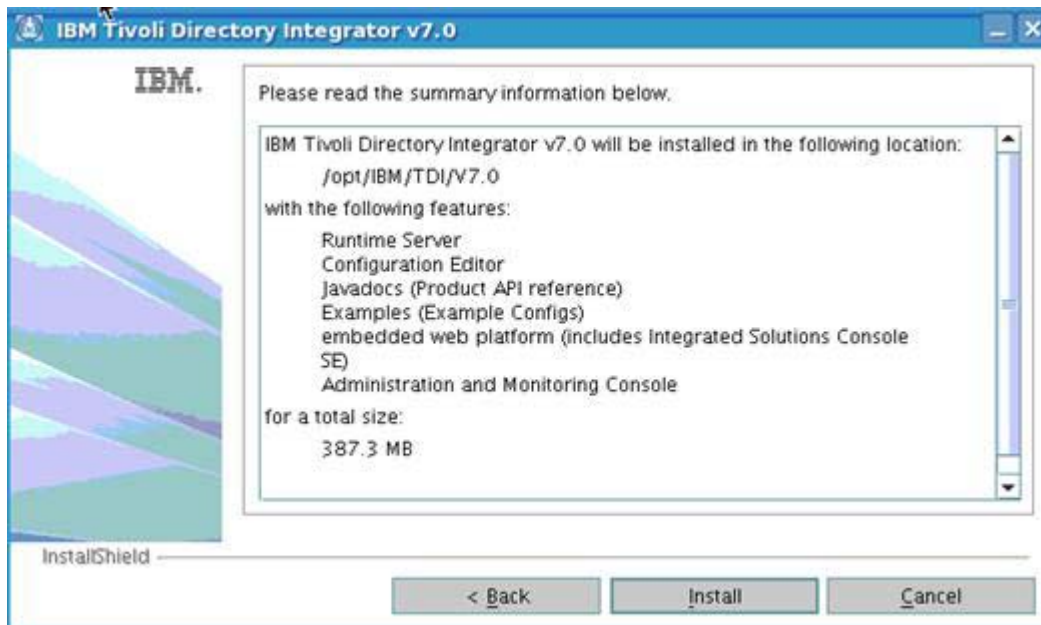 IBM Tivoli Directory Integrator v7.0
IBM.
Please read the summary information below.
IBM Tivoli Directory Integrator v7.0 will be installed in the following location:
/opt/IBM/TDI/V7.0
with the following features:
Runtime Server
Configuration Editor
Javadocs (Product API reference)
Examples (Example Configs)
embedded web platform (includes Integrated Solutions Console
SE)
Administration and Monitoring Console
for a total size:
387.3 MB
InstallShield
< Back
Install
Cancel